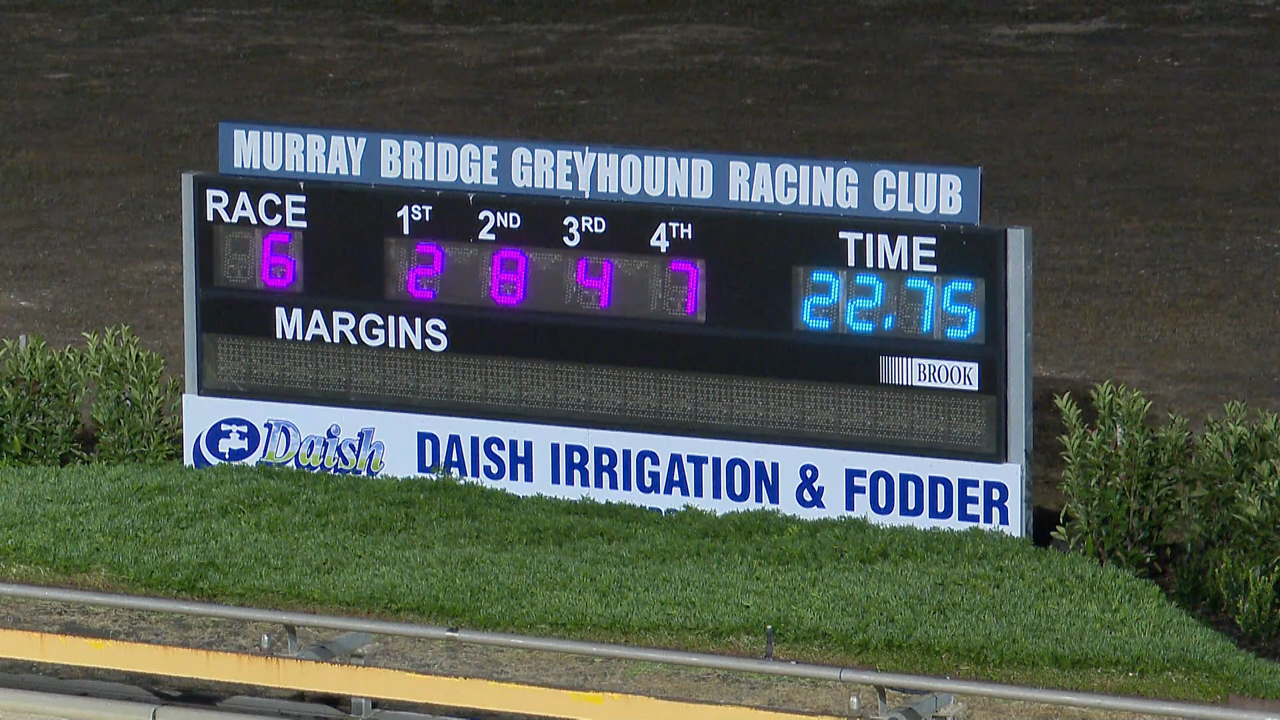 MURRAY BRIDGE GREYHOUND RACING CLUB
RACE 1ST 2ND 3RD 4TH TIME
6 2 8 4 7 22.75
MARGINS
BROOK
Daish DAISH IRRIGATION & FODDER